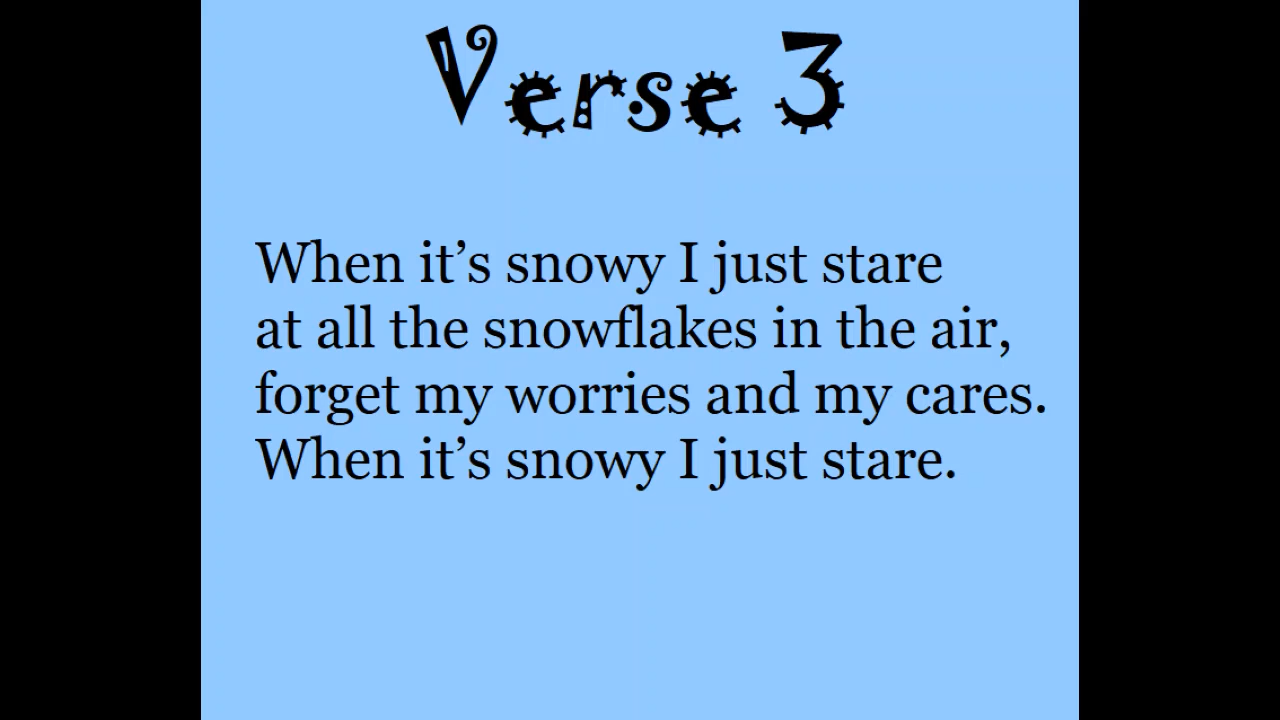 Verse 3
When it’s snowy I just stare
at all the snowflakes in the air,
forget my worries and my cares.
When it’s snowy I just stare.